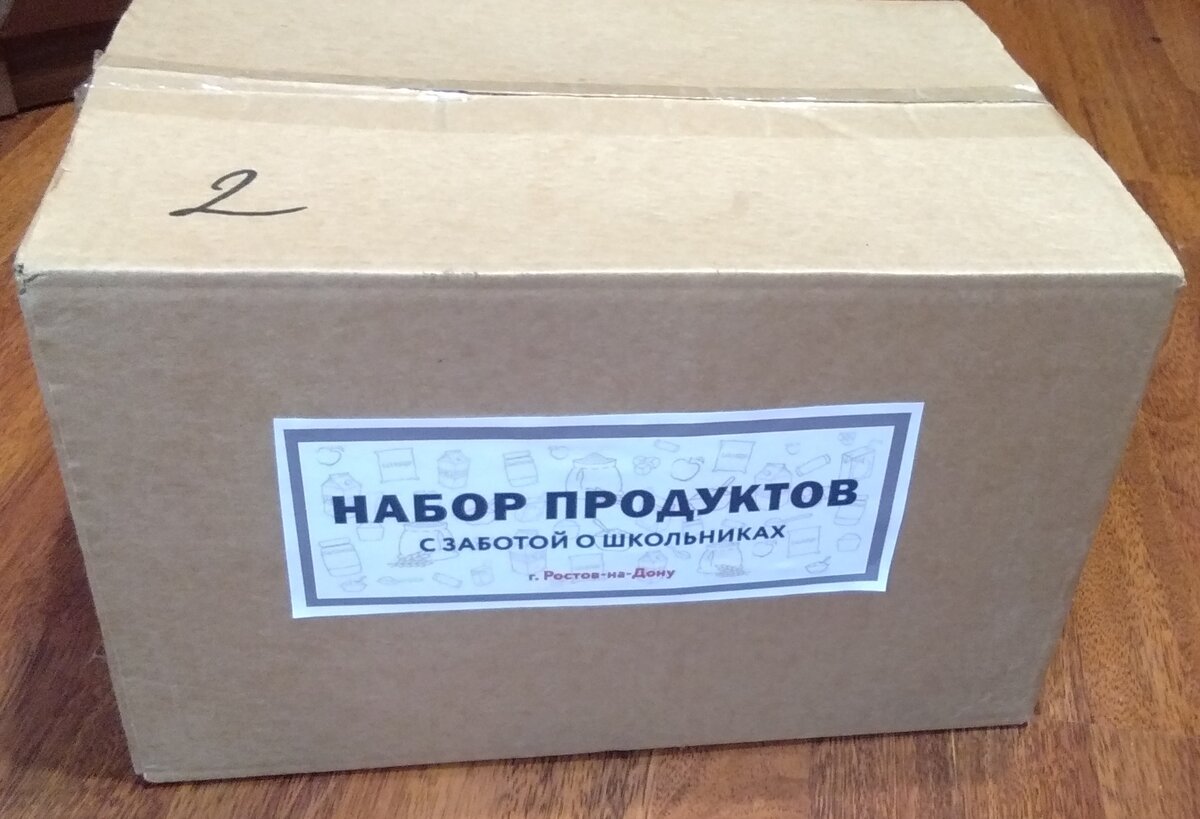 2
НАБОР ПРОДУКТОВ
С ЗАБОТОЙ О ШКОЛЬНИКАХ
г. Ростов-на-Дону